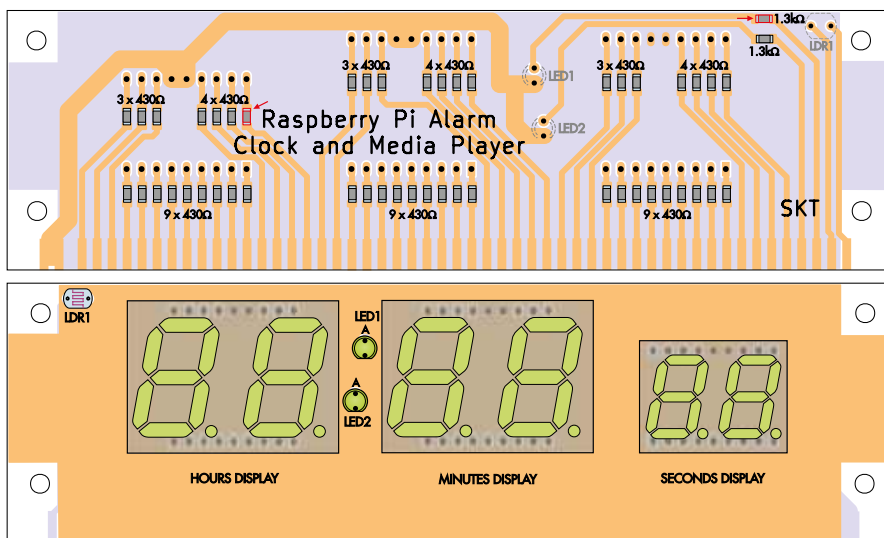 1.3kΩ
LDR1
1.3kΩ
3 x 430Ω
4 x 430Ω
LED1
3 x 430Ω
4 x 430Ω
3 x 430Ω
4 x 430Ω
Raspberry Pi Alarm
Clock and Media Player
LED2
9 x 430Ω
9 x 430Ω
9 x 430Ω
SKT
LDR1
LED1
A
A
LED2
HOURS DISPLAY
MINUTES DISPLAY
SECONDS DISPLAY